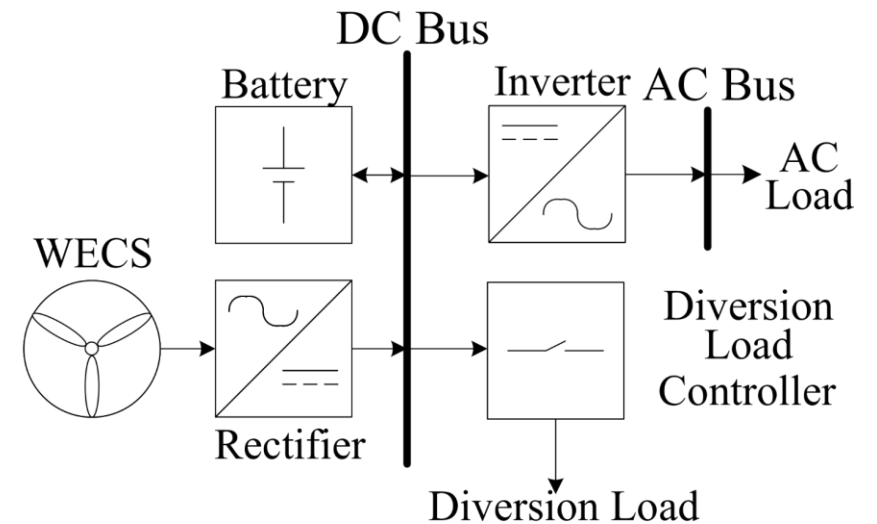 DC Bus
Battery
Inverter
AC Bus
AC
Load
WECS
Diversion
Load
Controller
Rectifier
Diversion Load